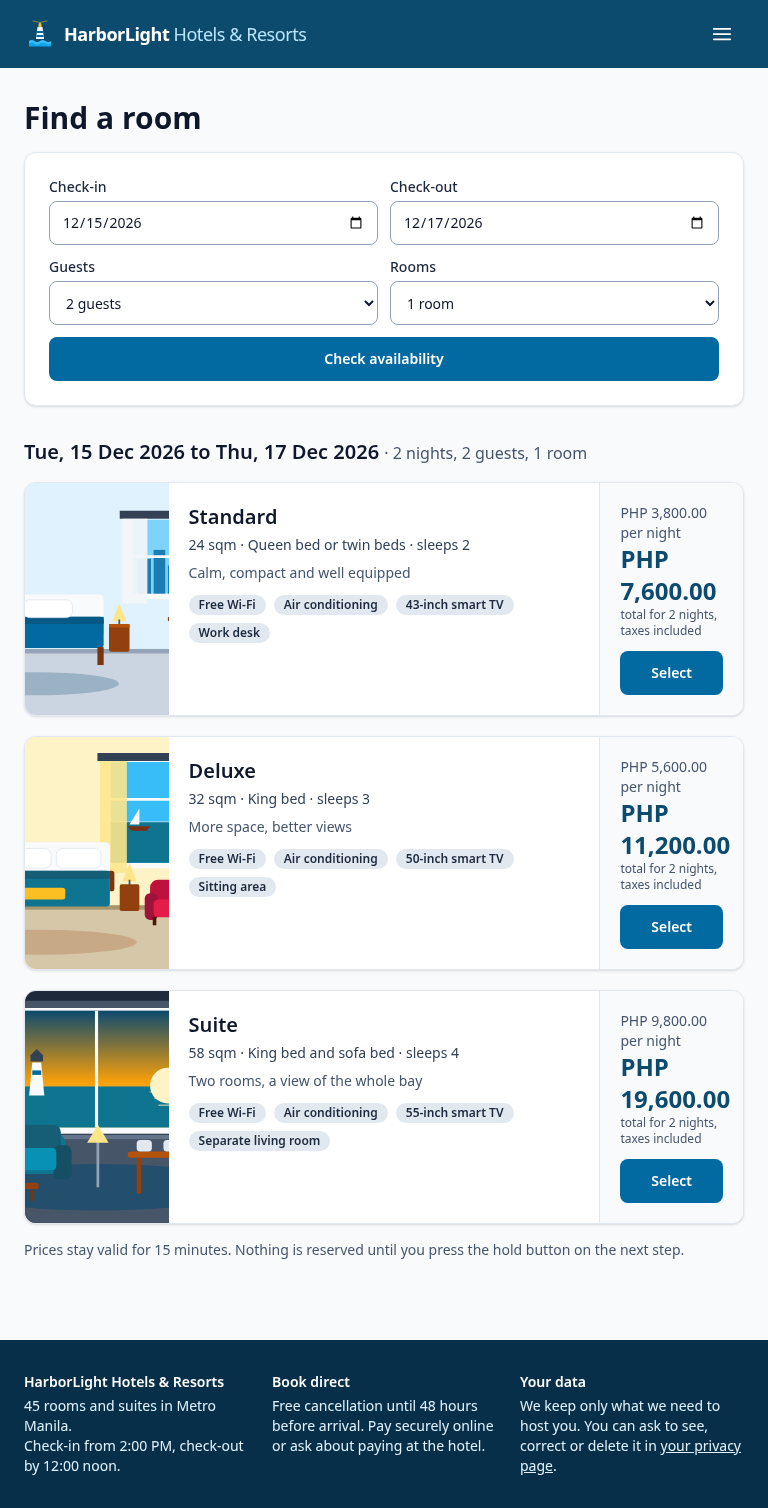 HarborLight Hotels & Resorts
Find a room
Check-in
Check-out
12/15/2026
12/17/2026
Guests
Rooms
2 guests
1 room
Check availability
Tue, 15 Dec 2026 to Thu, 17 Dec 2026 · 2 nights, 2 guests, 1 room
Standard
24 sqm · Queen bed or twin beds · sleeps 2
Calm, compact and well equipped
Free Wi-Fi
Air conditioning
43-inch smart TV
Work desk
PHP 3,800.00
per night
PHP
7,600.00
total for 2 nights,
taxes included
Select
Deluxe
32 sqm · King bed · sleeps 3
More space, better views
Free Wi-Fi
Air conditioning
50-inch smart TV
Sitting area
PHP 5,600.00
per night
PHP
11,200.00
total for 2 nights,
taxes included
Select
Suite
58 sqm · King bed and sofa bed · sleeps 4
Two rooms, a view of the whole bay
Free Wi-Fi
Air conditioning
55-inch smart TV
Separate living room
PHP 9,800.00
per night
PHP
19,600.00
total for 2 nights,
taxes included
Select
Prices stay valid for 15 minutes. Nothing is reserved until you press the hold button on the next step.
HarborLight Hotels & Resorts
45 rooms and suites in Metro
Manila.
Check-in from 2:00 PM, check-out
by 12:00 noon.
Book direct
Free cancellation until 48 hours
before arrival. Pay securely online
or ask about paying at the hotel.
Your data
We keep only what we need to
host you. You can ask to see,
correct or delete it in your privacy
page.